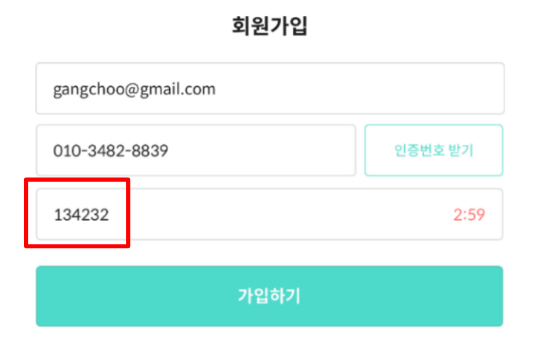 회원가입
gangchoo@gmail.com
010-3482-8839 인증번호 받기
134232 2:59
가입하기